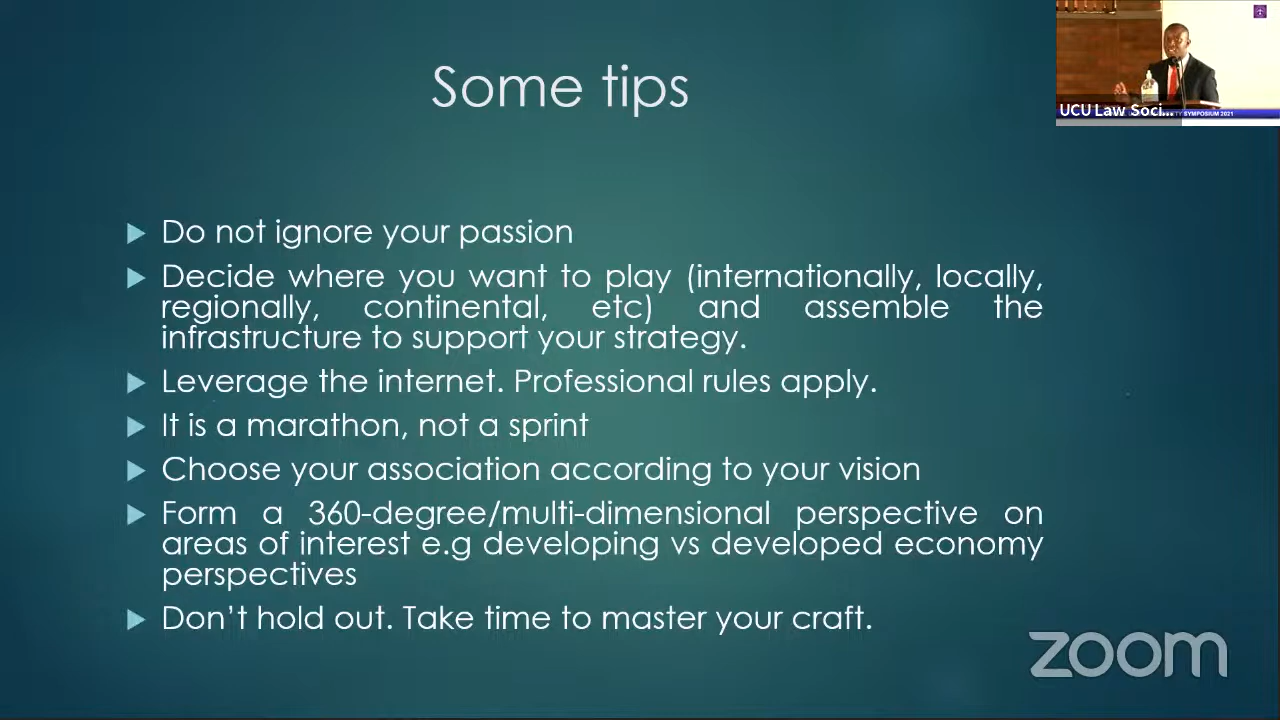 Some tips
UCU Law Soci...
TY SYMPOSIUM 2021
Do not ignore your passion
Decide where you want to play (internationally, locally,
regionally, continental, etc) and assemble the
infrastructure to support your strategy.
Leverage the internet. Professional rules apply.
It is a marathon, not a sprint
Choose your association according to your vision
Form a 360-degree/multi-dimensional perspective on
areas of interest e.g developing vs developed economy
perspectives
Don't hold out. Take time to master your craft.
zoom